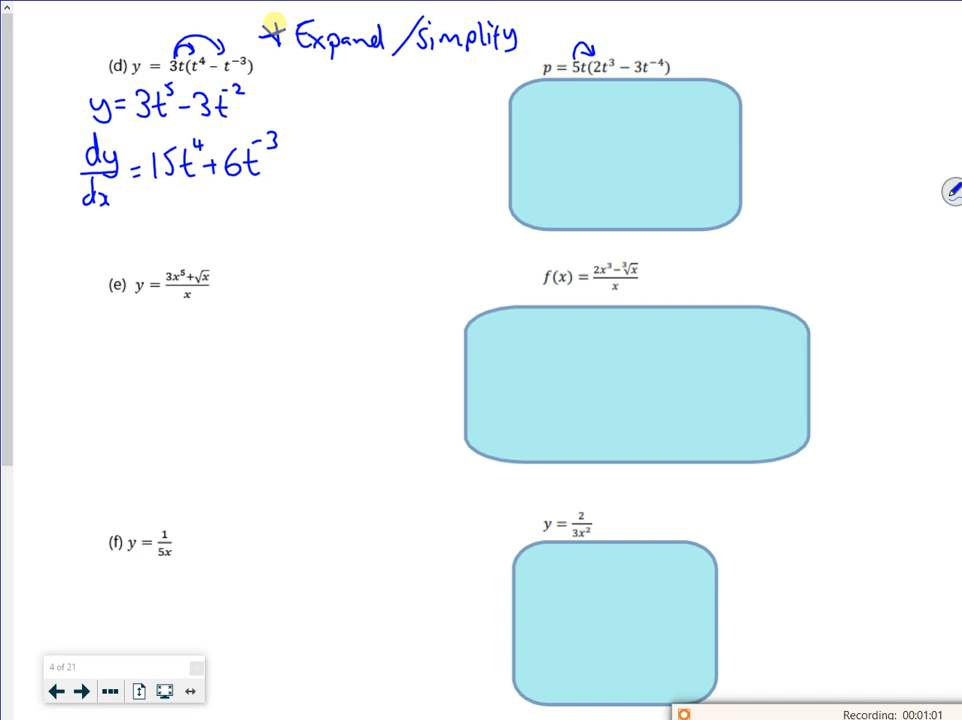 * Expand/Simplify
(d) y = 3t(t⁴ − t⁻³)
y = 3t⁵ − 3t⁻²
dy/dx = 15t⁴ + 6t⁻³
p = 5t(2t³ − 3t⁻⁴)
(e) y = (3x⁵+√x)/x
f(x) = (2x³−∛x)/x
(f) y = 1/5x
y = 2/3x²
4 of 21
Recording: 00:01:01